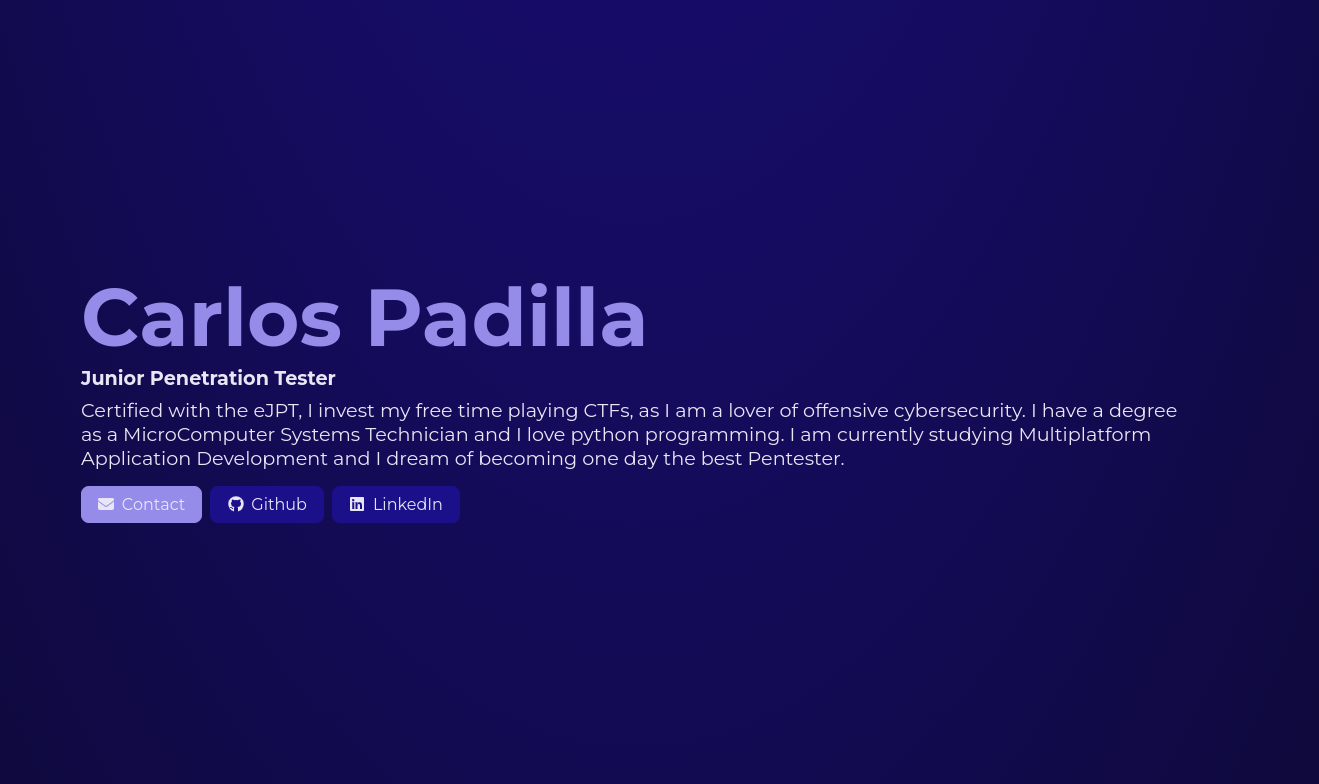 Carlos Padilla
Junior Penetration Tester
Certified with the eJPT, I invest my free time playing CTFs, as I am a lover of offensive cybersecurity. I have a degree
as a MicroComputer Systems Technician and I love python programming. I am currently studying Multiplatform
Application Development and I dream of becoming one day the best Pentester.
Contact Github LinkedIn